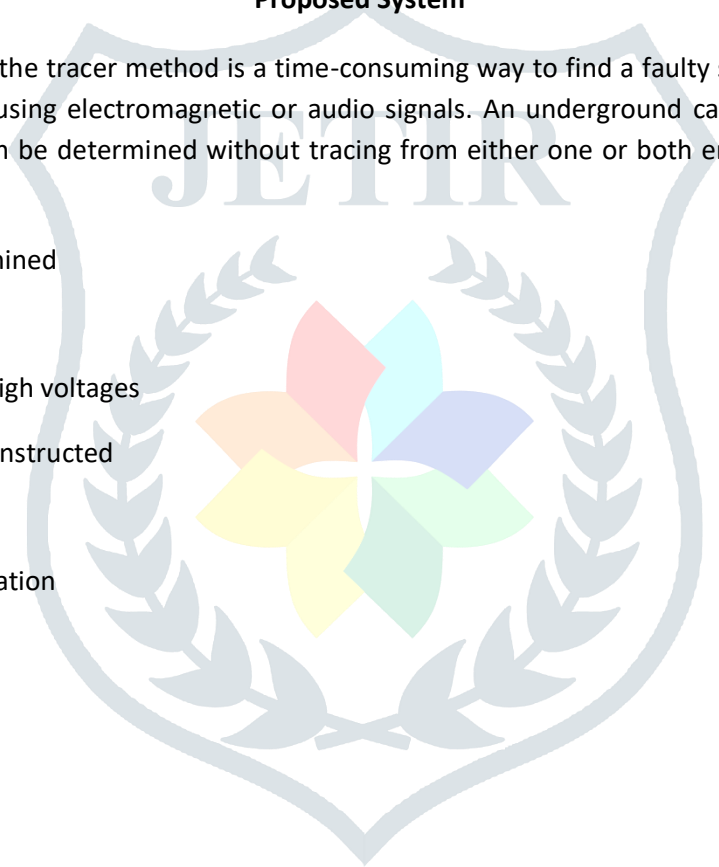 Proposed System
the tracer method is a time-consuming way to find a faulty
using electromagnetic or audio signals. An underground ca
be determined without tracing from either one or both
JETIR
nined
igh voltages
nstructed
ation